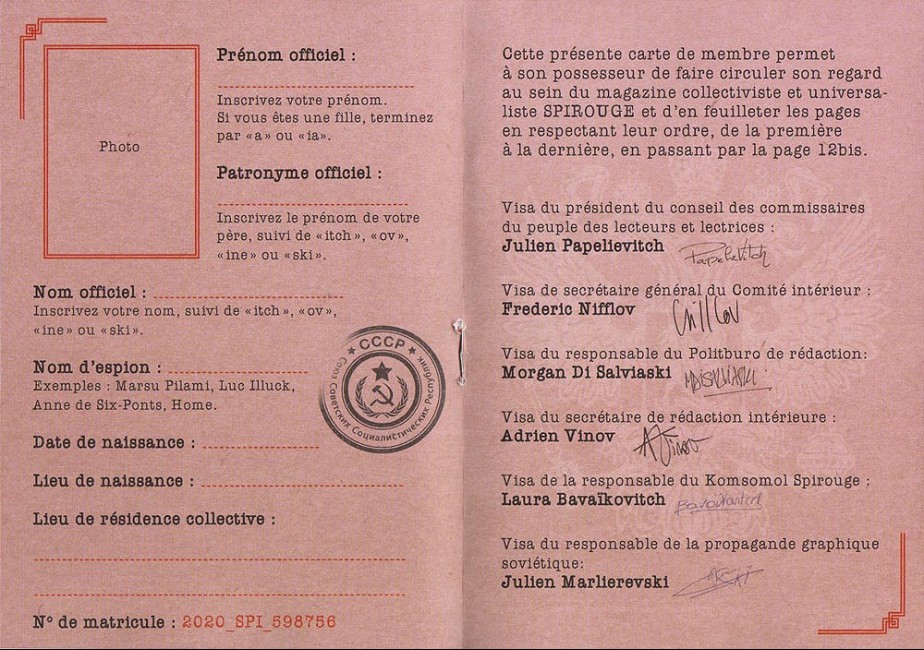 Photo
Prénom officiel :
Inscrivez votre prénom.
Si vous êtes une fille, terminez
par «a» ou «ia».
Patronyme officiel :
Inscrivez le prénom de votre
père, suivi de «itch», «ov»,
«ine» ou «ski».
Nom officiel :
Inscrivez votre nom, suivi de «itch», «ov»,
«ine» ou «ski».
Nom d'espion :
Exemples : Marsu Pilami, Luc Illuck,
Anne de Six-Ponts, Home.
Date de naissance :
Lieu de naissance :
Lieu de résidence collective :
N° de matricule : 2020_SPI_598756
CCCP
Союз Советских Социалистических Республик
Cette présente carte de membre permet
à son possesseur de faire circuler son regard
au sein du magazine collectiviste et universa-
liste SPIROUGE et d'en feuilleter les pages
en respectant leur ordre, de la première
à la dernière, en passant par la page 12bis.
Visa du président du conseil des commissaires
du peuple des lecteurs et lectrices :
Julien Papelievitch
Papelievitch
Visa de secrétaire général du Comité intérieur :
Frederic Nifflov
Visa du responsable du Politburo de rédaction:
Morgan Di Salviaski
Visa du secrétaire de rédaction intérieure :
Adrien Vinov
AVinov
Visa de la responsable du Komsomol Spirouge :
Laura Bavaïkovitch
Visa du responsable de la propagande graphique
soviétique:
Julien Marlierevski